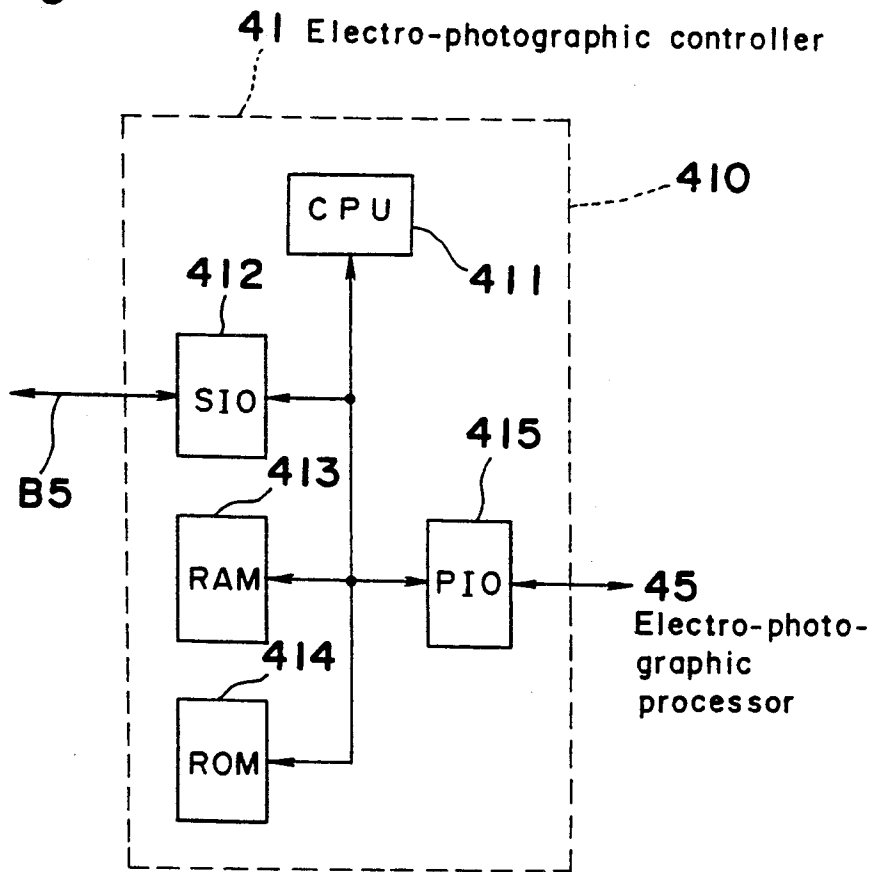 41 Electro-photographic controller
410
CPU
411
412
SIO
B5
413
415
RAM
PIO
45
Electro-photo-
graphic
processor
414
ROM